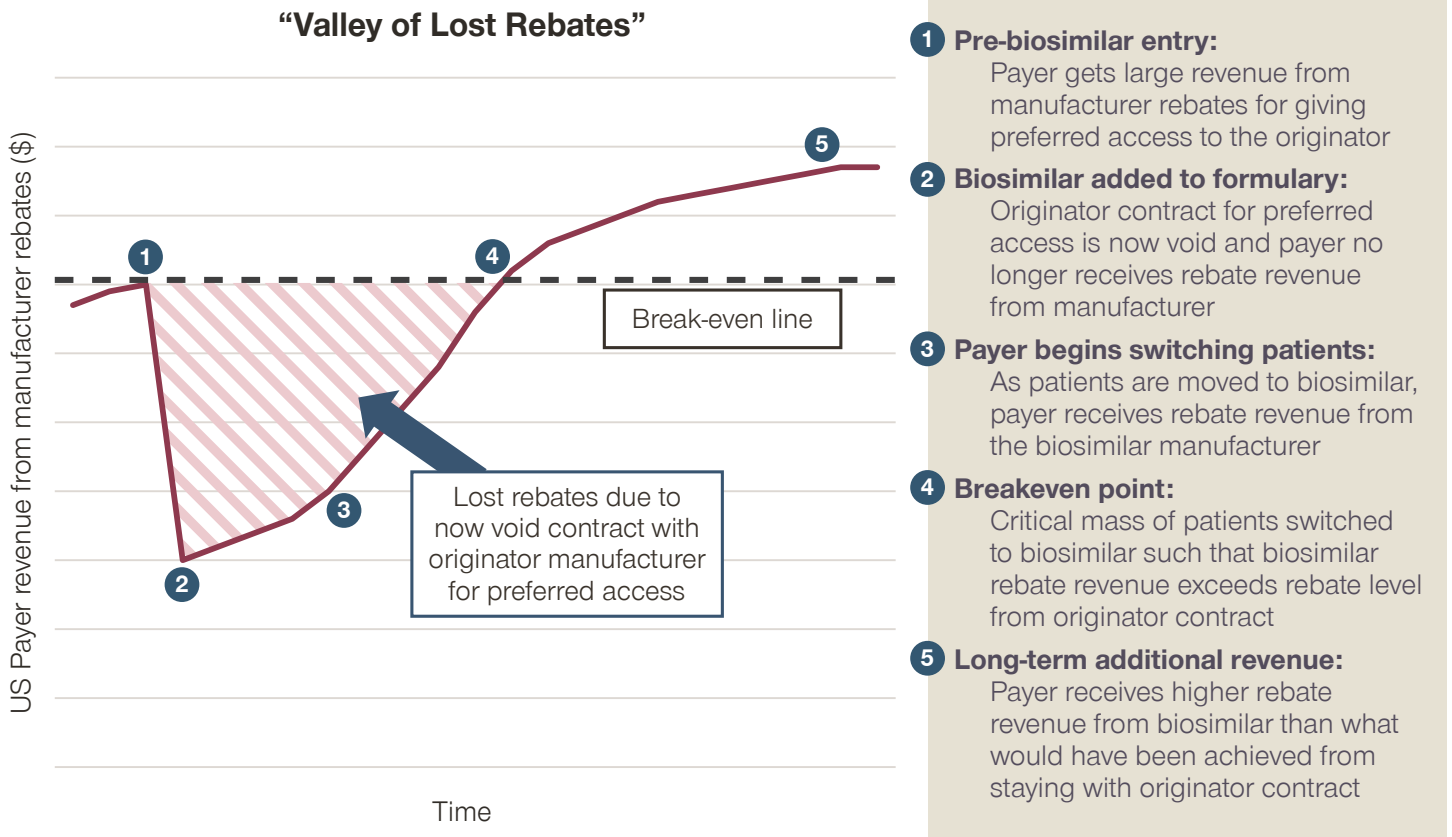 “Valley of Lost Rebates”
US Payer revenue from manufacturer rebates ($)
1
2
3
4
5
Break-even line
Lost rebates due to
now void contract with
originator manufacturer
for preferred access
Time
1 Pre-biosimilar entry:
Payer gets large revenue from
manufacturer rebates for giving
preferred access to the originator
2 Biosimilar added to formulary:
Originator contract for preferred
access is now void and payer no
longer receives rebate revenue
from manufacturer
3 Payer begins switching patients:
As patients are moved to biosimilar,
payer receives rebate revenue from
the biosimilar manufacturer
4 Breakeven point:
Critical mass of patients switched
to biosimilar such that biosimilar
rebate revenue exceeds rebate level
from originator contract
5 Long-term additional revenue:
Payer receives higher rebate
revenue from biosimilar than what
would have been achieved from
staying with originator contract